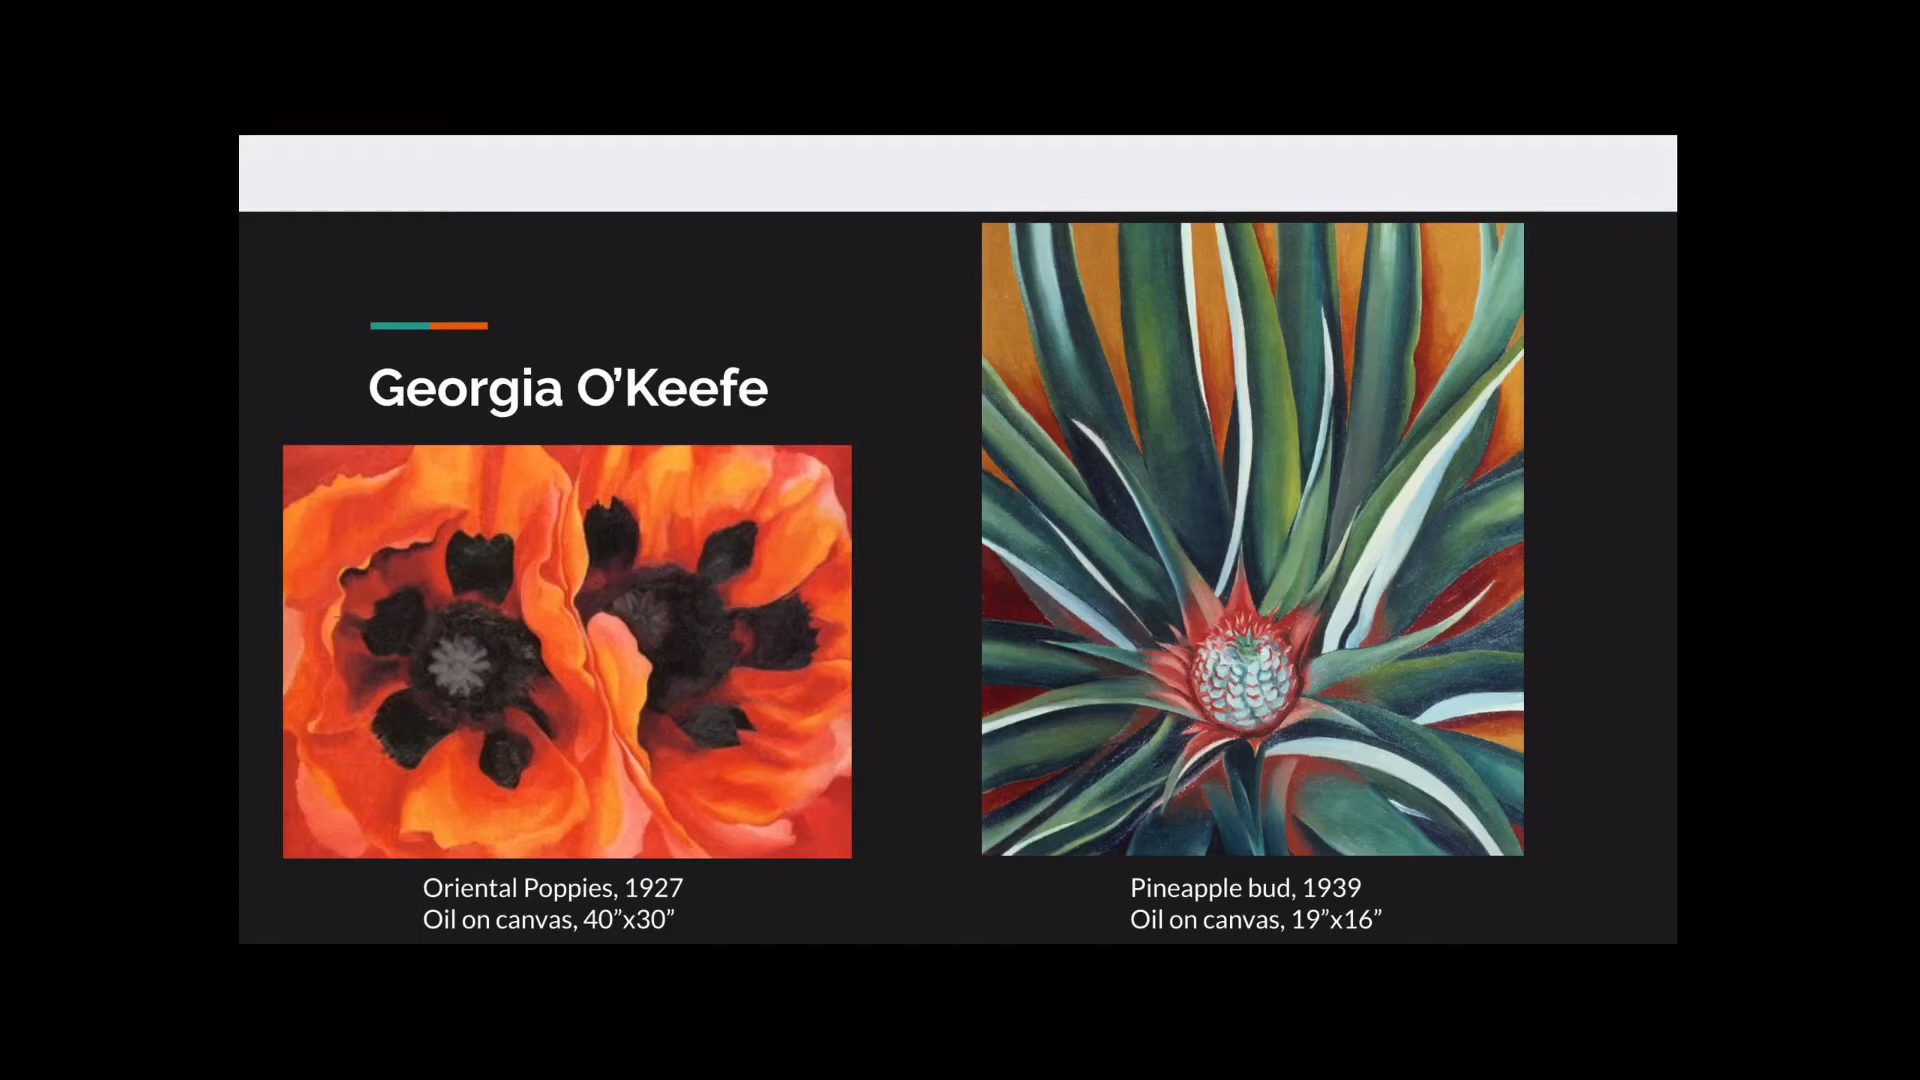 Georgia O’Keefe
Oriental Poppies, 1927
Oil on canvas, 40”x30”
Pineapple bud, 1939
Oil on canvas, 19”x16”